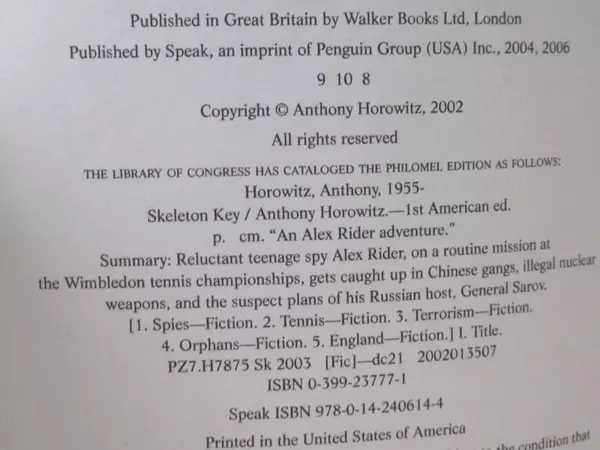 Published in Great Britain by Walker Books Ltd, London
Published by Speak, an imprint of Penguin Group (USA) Inc., 2004, 2006
9 10 8
Copyright © Anthony Horowitz, 2002
All rights reserved
THE LIBRARY OF CONGRESS HAS CATALOGED THE PHILOMEL EDITION AS FOLLOWS:
Horowitz, Anthony, 1955-
Skeleton Key / Anthony Horowitz.—1st American ed.
p. cm. “An Alex Rider adventure.”
Summary: Reluctant teenage spy Alex Rider, on a routine mission at
the Wimbledon tennis championships, gets caught up in Chinese gangs, illegal nuclear
weapons, and the suspect plans of his Russian host, General Sarov.
[1. Spies—Fiction. 2. Tennis—Fiction. 3. Terrorism—Fiction.
4. Orphans—Fiction. 5. England—Fiction.] I. Title.
PZ7.H7875 Sk 2003 [Fic]—dc21 2002013507
ISBN 0-399-23777-1
Speak ISBN 978-0-14-240614-4
Printed in the United States of America
the condition that